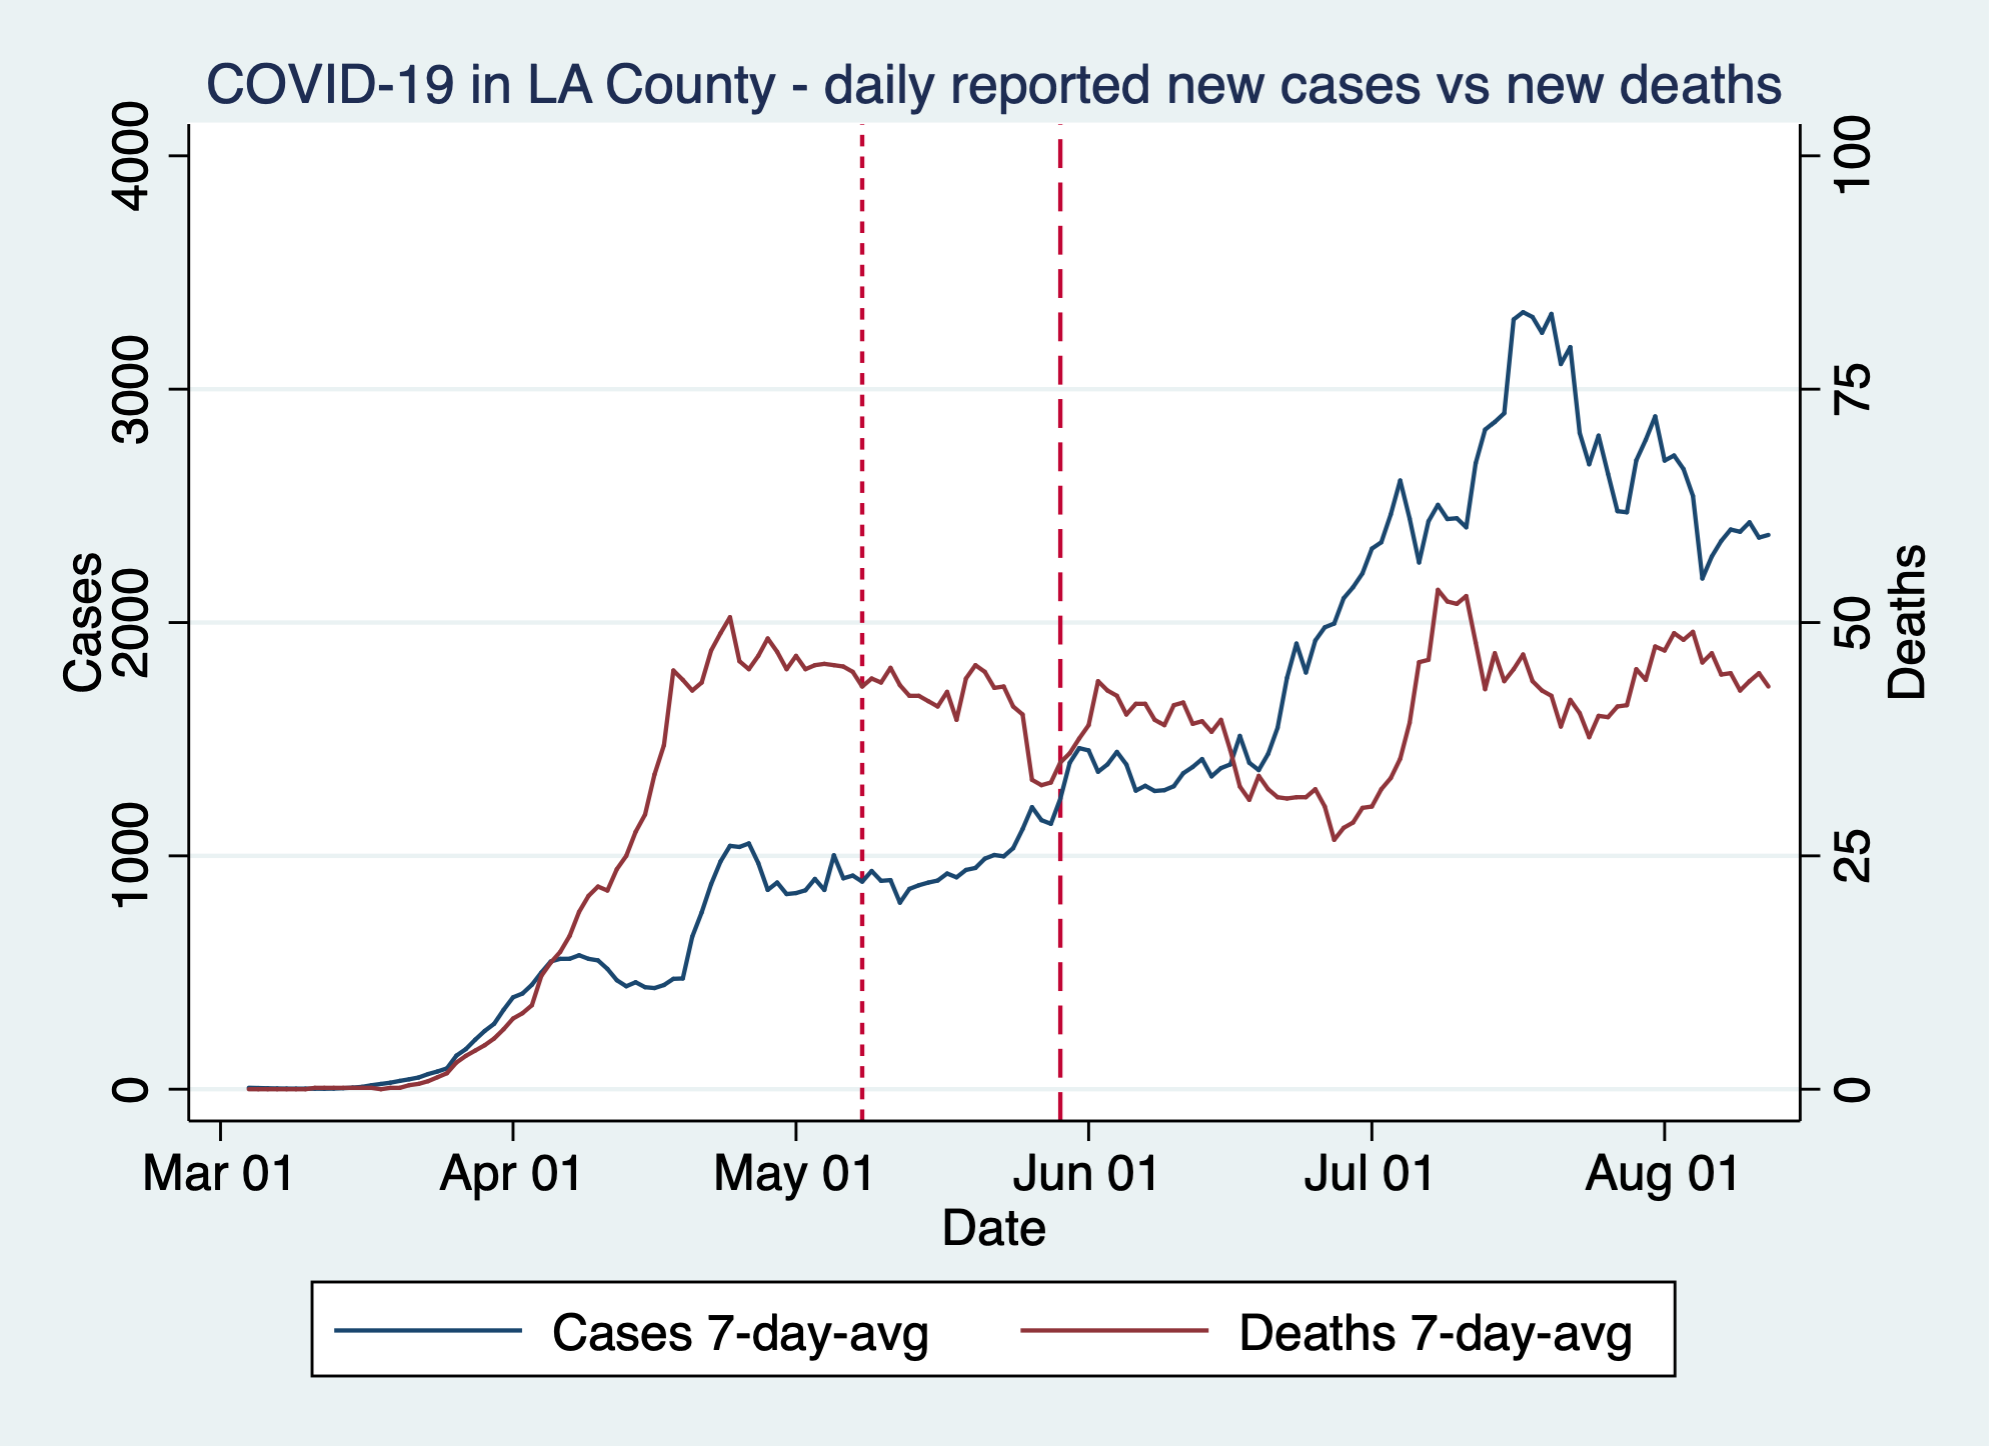 COVID-19 in LA County - daily reported new cases vs new deaths
Cases
4000
3000
2000
1000
0
Deaths
100
75
50
25
0
Mar 01 Apr 01 May 01 Jun 01 Jul 01 Aug 01
Date
Cases 7-day-avg Deaths 7-day-avg